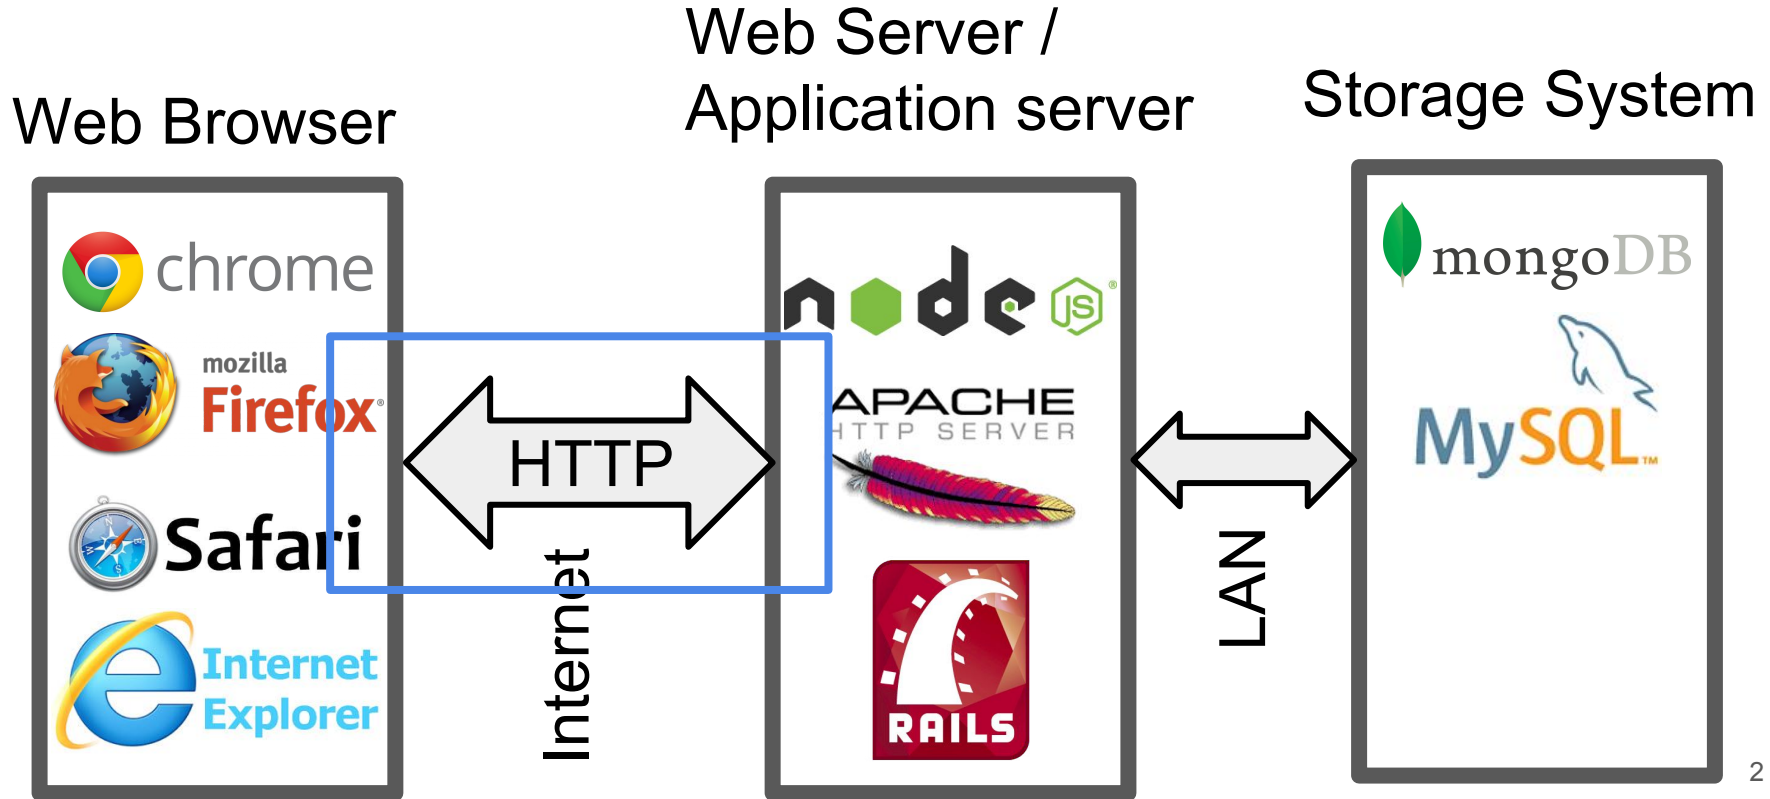 Web Server /
Application server
Web Browser
Storage System
chrome
mozilla
Firefox®
Safari
Internet
Explorer
HTTP
Internet
node JS®
APACHE
HTTP SERVER
RAILS
LAN
mongoDB
MySQL™
2